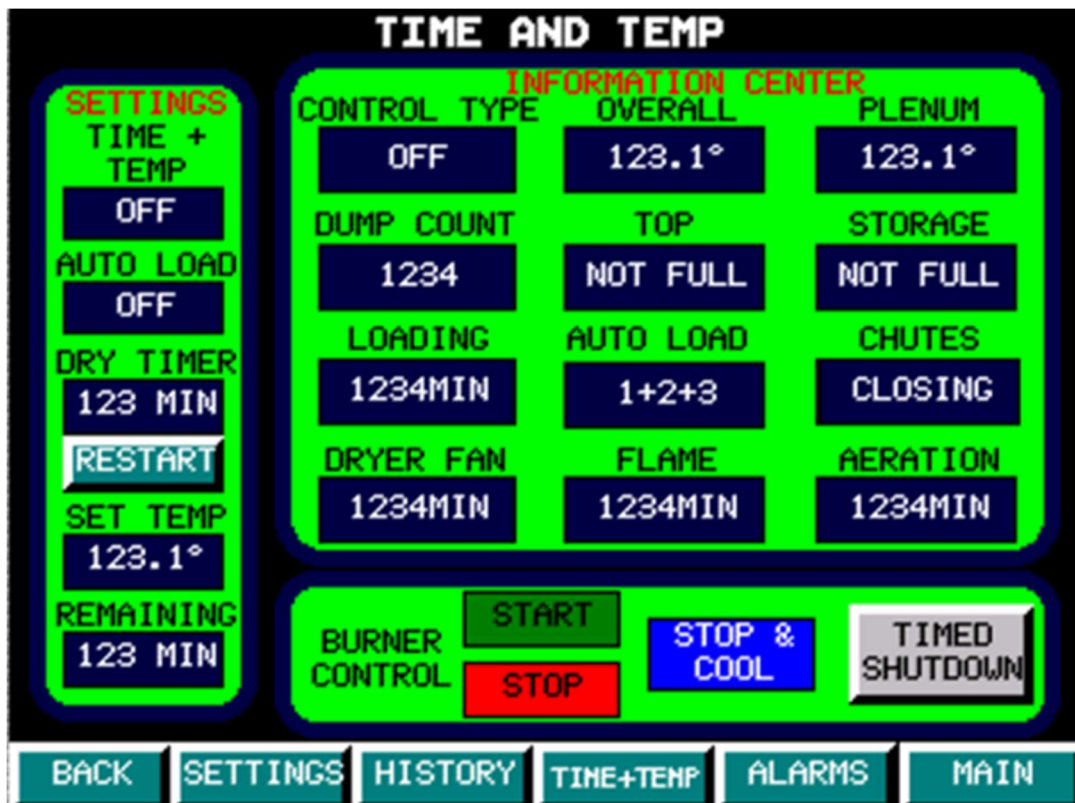 TIME AND TEMP
SETTINGS
TIME +
TEMP
OFF
AUTO LOAD
OFF
DRY TIMER
123 MIN
RESTART
SET TEMP
123.1°
REMAINING
123 MIN
INFORMATION CENTER
CONTROL TYPE OVERALL PLENUM
OFF 123.1° 123.1°
DUMP COUNT TOP STORAGE
1234 NOT FULL NOT FULL
LOADING AUTO LOAD CHUTES
1234MIN 1+2+3 CLOSING
DRYER FAN FLAME AERATION
1234MIN 1234MIN 1234MIN
BURNER
CONTROL
START
STOP
STOP &
COOL
TIMED
SHUTDOWN
BACK SETTINGS HISTORY TIME+TEMP ALARMS MAIN